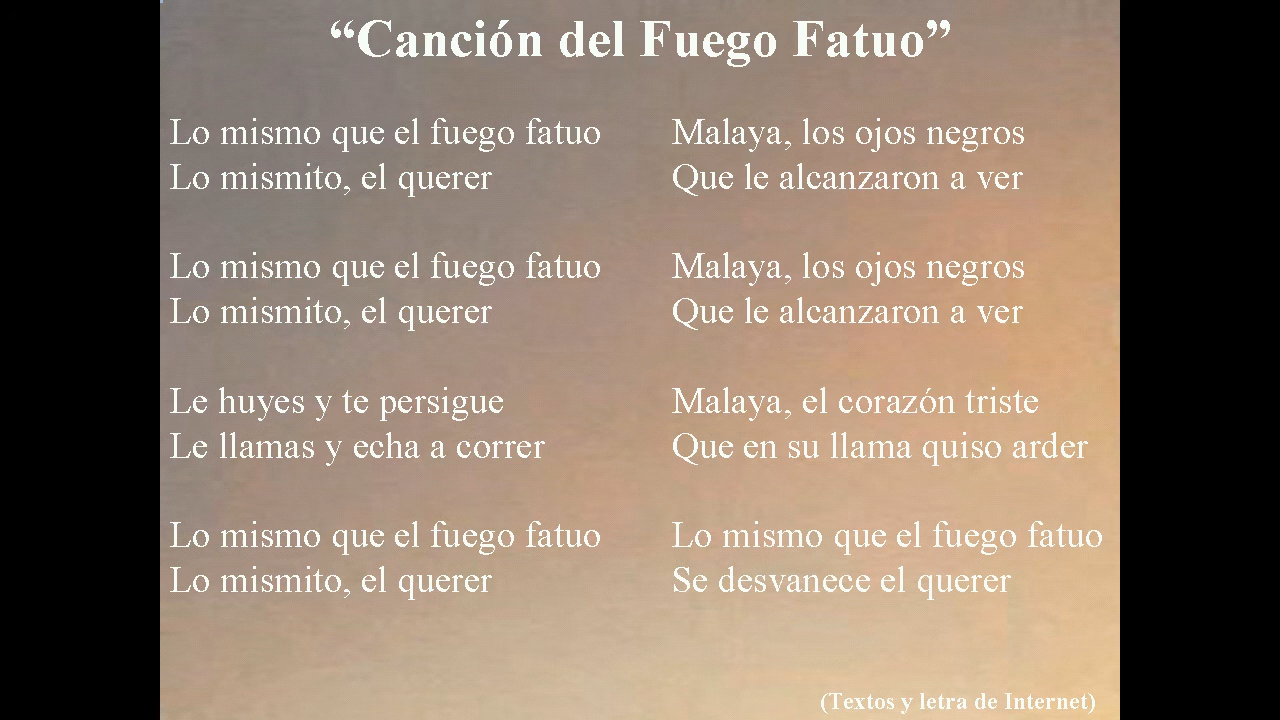 “Canción del Fuego Fatuo”
Lo mismo que el fuego fatuo
Lo mismito, el querer
Lo mismo que el fuego fatuo
Lo mismito, el querer
Le huyes y te persigue
Le llamas y echa a correr
Lo mismo que el fuego fatuo
Lo mismito, el querer
Malaya, los ojos negros
Que le alcanzaron a ver
Malaya, los ojos negros
Que le alcanzaron a ver
Malaya, el corazón triste
Que en su llama quiso arder
Lo mismo que el fuego fatuo
Se desvanece el querer
(Textos y letra de Internet)